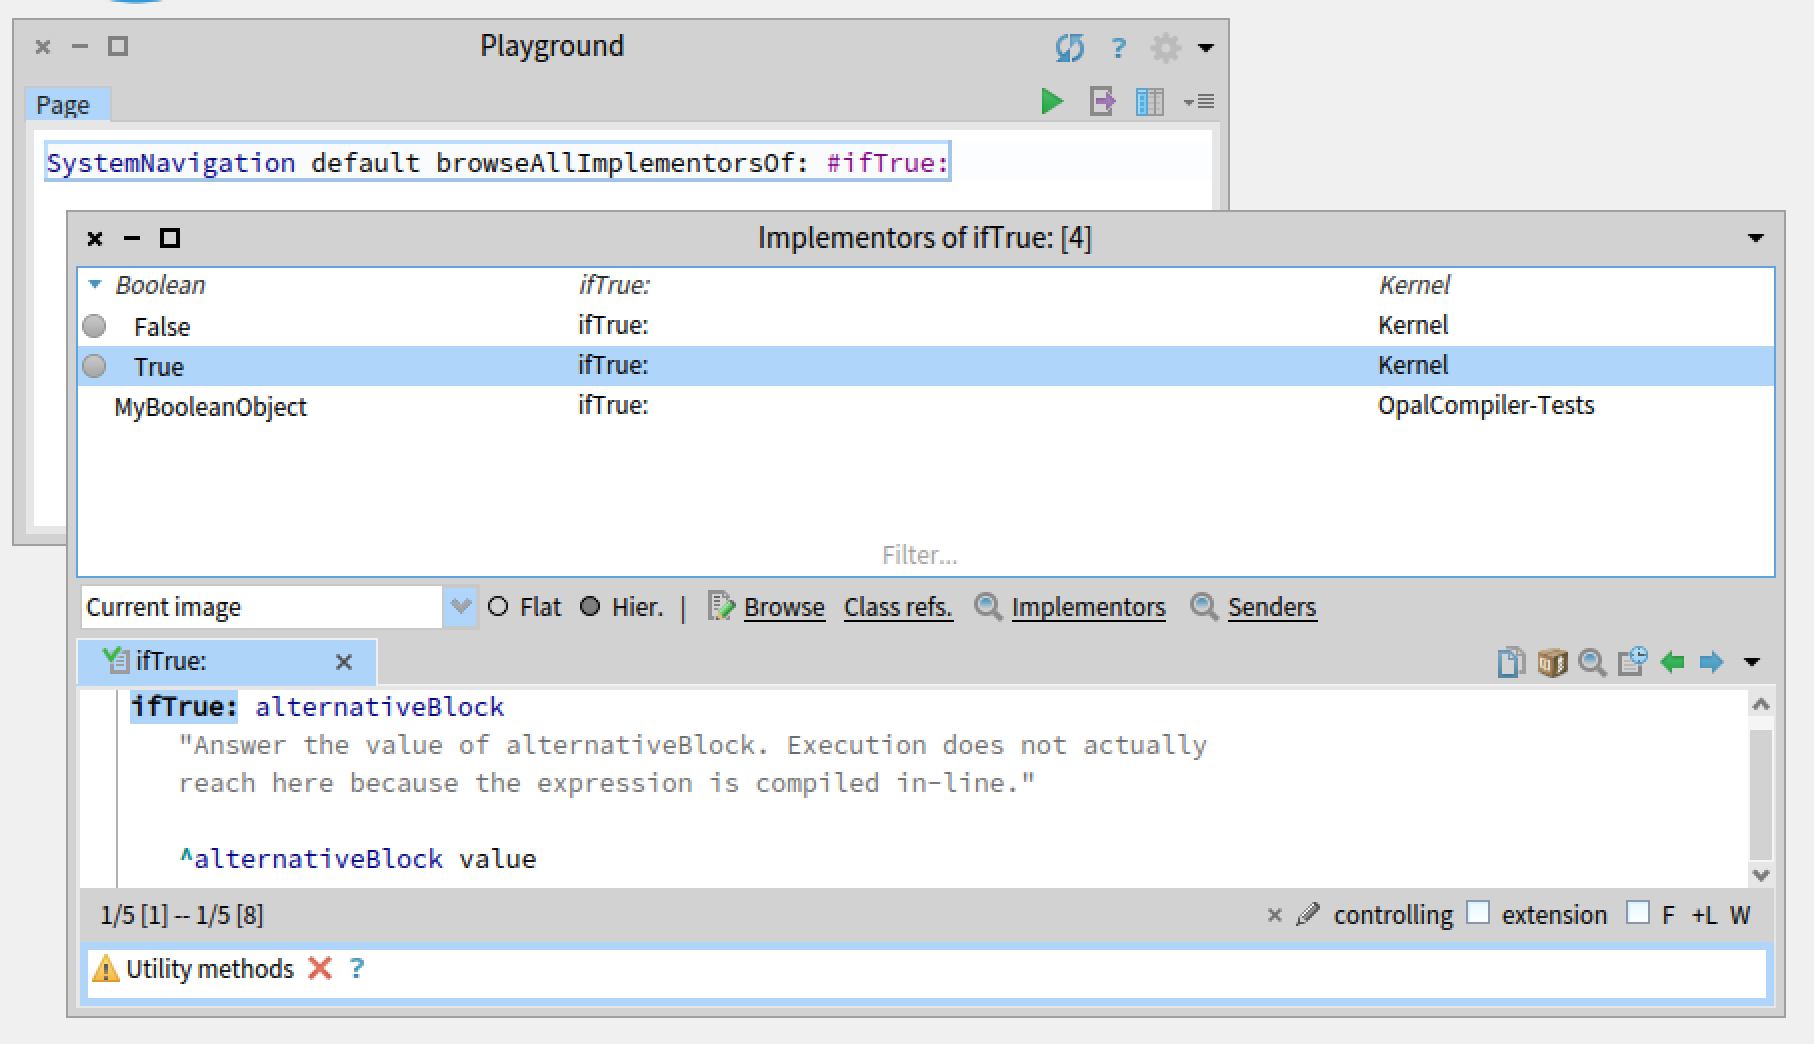 Playground
?
Page
SystemNavigation default browseAllImplementorsOf: #ifTrue:
Implementors of ifTrue: [4]
Boolean ifTrue: Kernel
False ifTrue: Kernel
True ifTrue: Kernel
MyBooleanObject ifTrue: OpalCompiler-Tests
Filter...
Current image Flat Hier. | Browse Class refs. Implementors Senders
ifTrue:
ifTrue: alternativeBlock
"Answer the value of alternativeBlock. Execution does not actually
reach here because the expression is compiled in-line."
^alternativeBlock value
1/5 [1] -- 1/5 [8] controlling extension F +L W
Utility methods ?